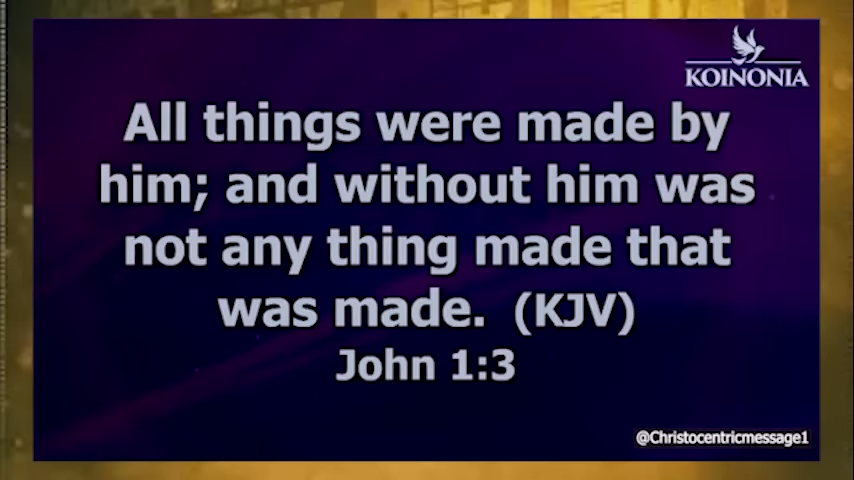 KOINONIA
All things were made by
him; and without him was
not any thing made that
was made. (KJV)
John 1:3
@Christocentricmessage1